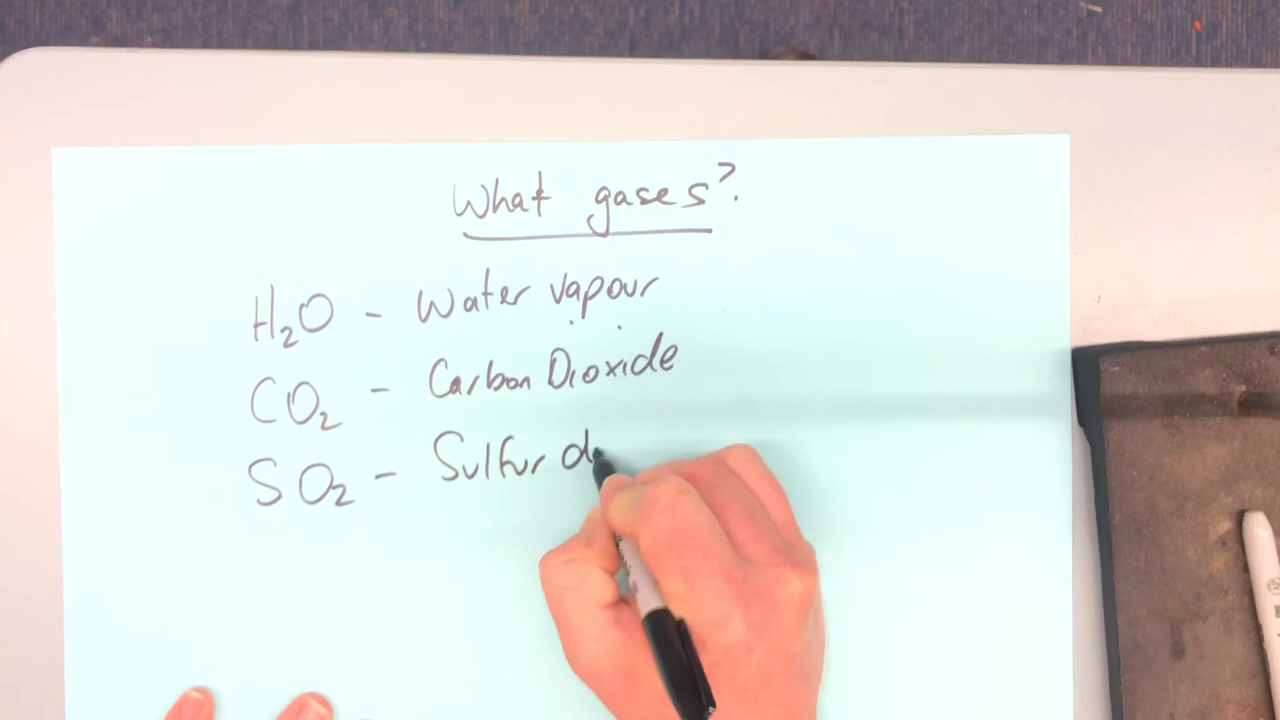 What gases?
H₂O - Water vapour
CO₂ - Carbon Dioxide
SO₂ - Sulfur d